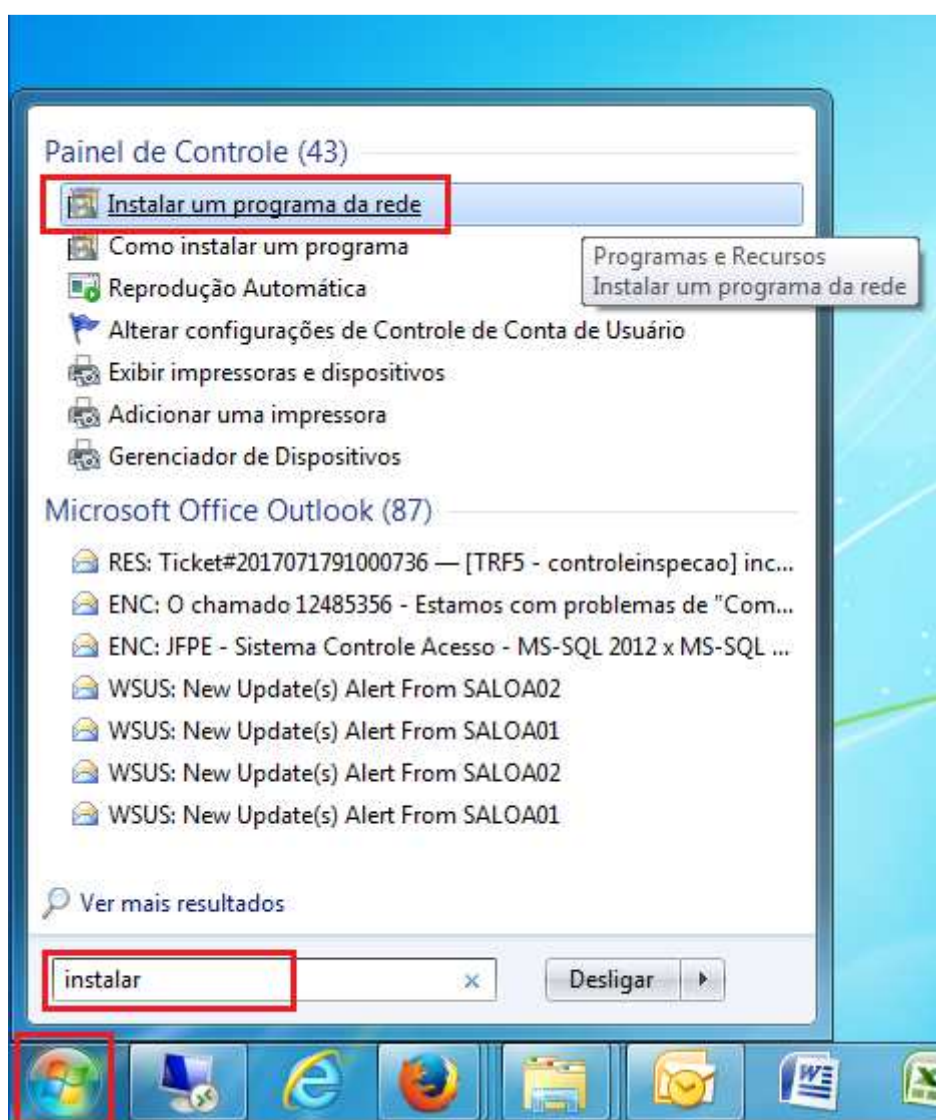 Painel de Controle (43)
Instalar um programa da rede
Como instalar um programa
Programas e Recursos
Instalar um programa da rede
Reprodução Automática
Alterar configurações de Controle de Conta de Usuário
Exibir impressoras e dispositivos
Adicionar uma impressora
Gerenciador de Dispositivos
Microsoft Office Outlook (87)
RES: Ticket#2017071791000736 — [TRF5 - controleinspecao] inc...
ENC: O chamado 12485356 - Estamos com problemas de "Com...
ENC: JFPE - Sistema Controle Acesso - MS-SQL 2012 x MS-SQL ...
WSUS: New Update(s) Alert From SALOA02
WSUS: New Update(s) Alert From SALOA01
WSUS: New Update(s) Alert From SALOA02
WSUS: New Update(s) Alert From SALOA01
Ver mais resultados
instalar
Desligar